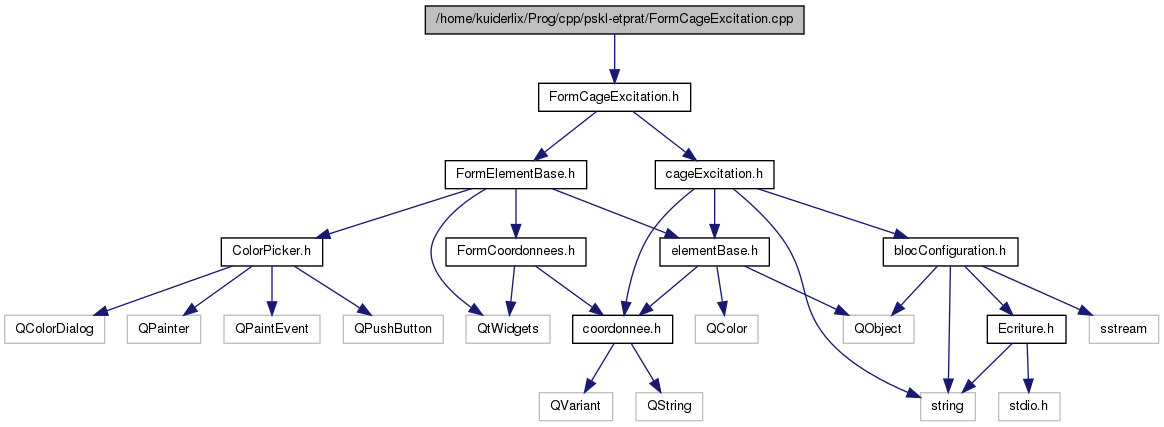 /home/kuiderlix/Prog/cpp/pskl-etprat/FormCageExcitation.cpp
FormCageExcitation.h
FormElementBase.h
cageExcitation.h
ColorPicker.h
FormCoordonnees.h
elementBase.h
blocConfiguration.h
QColorDialog
QPainter
QPaintEvent
QPushButton
QtWidgets
coordonnee.h
QColor
QObject
Ecriture.h
sstream
QVariant
QString
string
stdio.h